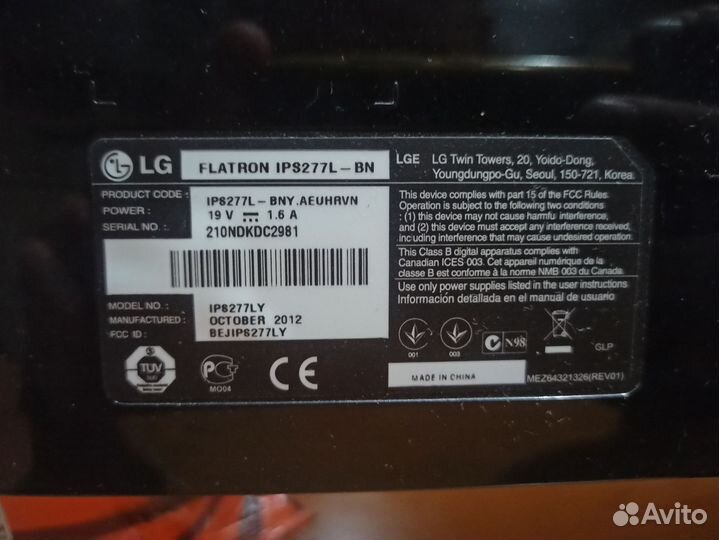 LG FLATRON IPS277L-BN
PRODUCT CODE : IPS277L-BNY.AEUHRVN
POWER : 19 V 1.6 A
SERIAL NO. : 210NDKDC2981
MODEL NO. : IPS277LY
MANUFACTURED : OCTOBER 2012
FCC ID : BEJIPS277LY
TUV
PG
MO04
CE
LGE LG Twin Towers, 20, Yoido-Dong,
Youngdungpo-Gu, Seoul, 150-721, Korea
This device complies with part 15 of the FCC Rules.
Operation is subject to the following two conditions
: (1) this device may not cause harmful interference,
and (2) this device must accept any interference received,
including interference that may cause undesired operation.
This Class B digital apparatus complies with
Canadian ICES 003. Cet appareil numérique de la
classe B est conforme à la norme NMB 003 du Canada.
Use only power supplies listed in the user instructions
Información detallada en el manual de usuario
001
003
N98
GLP
MADE IN CHINA
MEZ64321326(REV01)
Avito